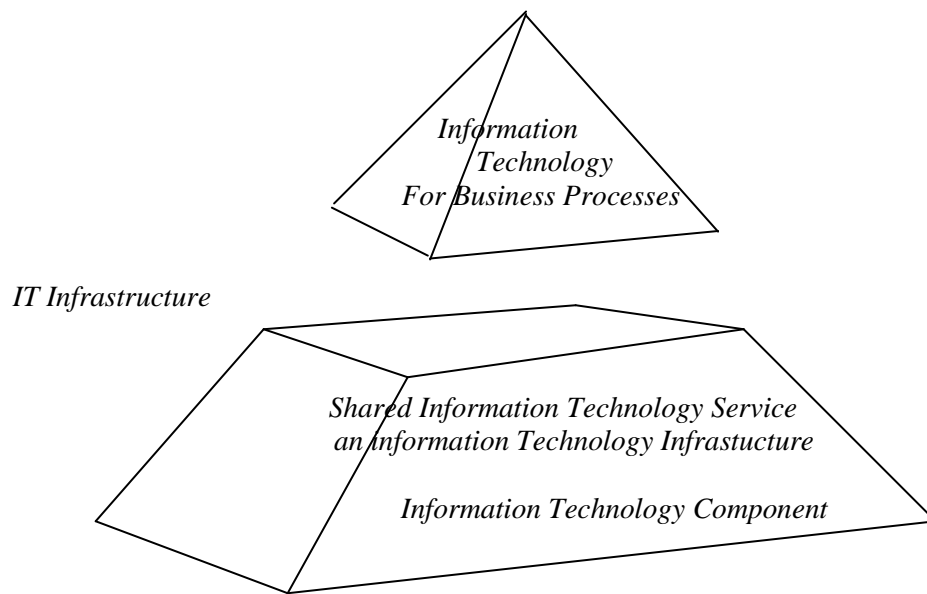 Information
Technology
For Business Processes
IT Infrastructure
Shared Information Technology Service
an information Technology Infrastucture
Information Technology Component